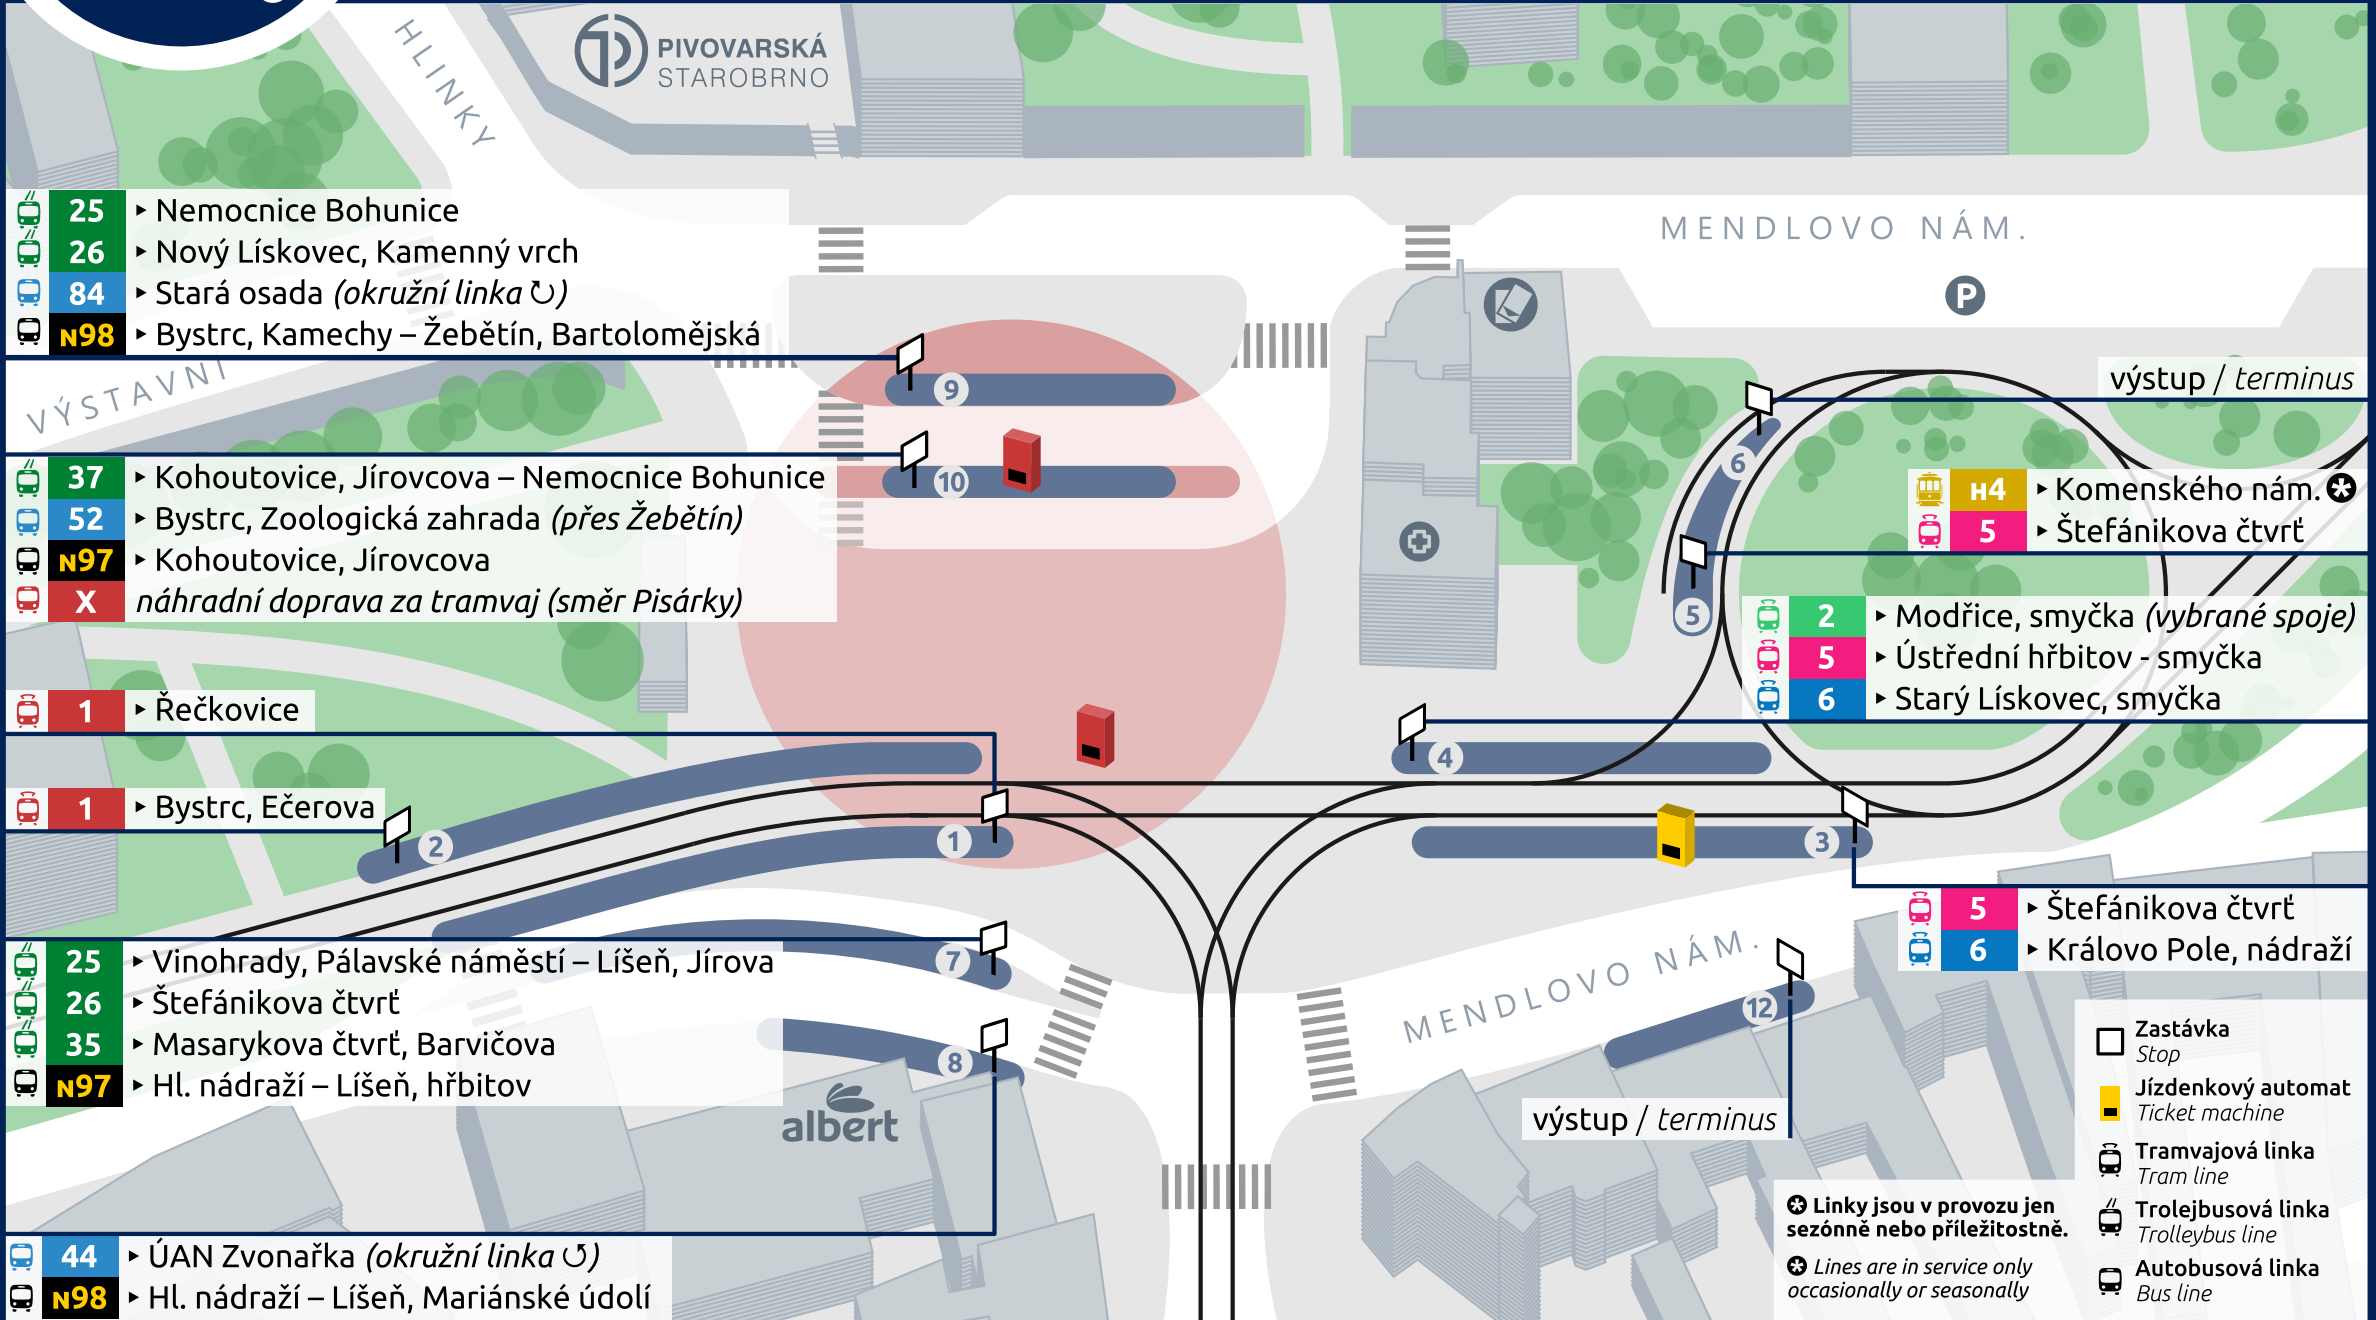 HLINKY
PIVOVARSKÁ
STAROBRNO
25 ▸ Nemocnice Bohunice
26 ▸ Nový Lískovec, Kamenný vrch
84 ▸ Stará osada (okružní linka ↻)
N98 ▸ Bystrc, Kamechy – Žebětín, Bartolomějská
MENDLOVO NÁM.
P
VÝSTAVNÍ
9
výstup / terminus
10
6
37 ▸ Kohoutovice, Jírovcova – Nemocnice Bohunice
52 ▸ Bystrc, Zoologická zahrada (přes Žebětín)
N97 ▸ Kohoutovice, Jírovcova
X náhradní doprava za tramvaj (směr Pisárky)
H4 ▸ Komenského nám. ✪
5 ▸ Štefánikova čtvrť
5
2 ▸ Modřice, smyčka (vybrané spoje)
5 ▸ Ústřední hřbitov - smyčka
6 ▸ Starý Lískovec, smyčka
1 ▸ Řečkovice
4
1 ▸ Bystrc, Ečerova
2
1
3
5 ▸ Štefánikova čtvrť
6 ▸ Královo Pole, nádraží
7
25 ▸ Vinohrady, Pálavské náměstí – Líšeň, Jírova
26 ▸ Štefánikova čtvrť
35 ▸ Masarykova čtvrť, Barvičova
N97 ▸ Hl. nádraží – Líšeň, hřbitov
MENDLOVO NÁM.
12
8
albert
výstup / terminus
44 ▸ ÚAN Zvonařka (okružní linka ↺)
N98 ▸ Hl. nádraží – Líšeň, Mariánské údolí
✪ Linky jsou v provozu jen
sezónně nebo příležitostně.
✪ Lines are in service only
occasionally or seasonally
Zastávka
Stop
Jízdenkový automat
Ticket machine
Tramvajová linka
Tram line
Trolejbusová linka
Trolleybus line
Autobusová linka
Bus line